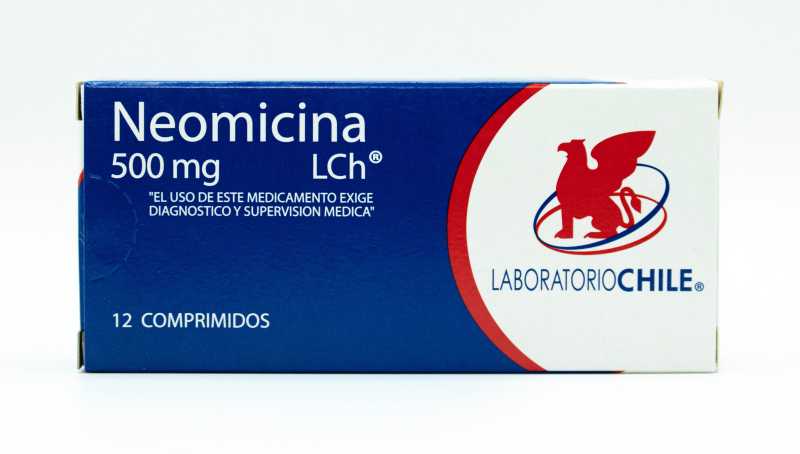 Neomicina
500 mg LCh®
"EL USO DE ESTE MEDICAMENTO EXIGE
DIAGNOSTICO Y SUPERVISION MEDICA"
12 COMPRIMIDOS
LABORATORIOCHILE®